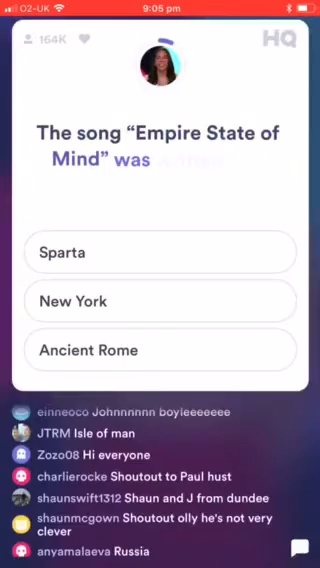 O2-UK 9:05 pm
164K HQ
The song “Empire State of
Mind” was
Sparta
New York
Ancient Rome
einneoco Johnnnnnn boyleeeeeee
JTRM Isle of man
Zozo08 Hi everyone
charlierocke Shoutout to Paul hust
shaunswift1312 Shaun and J from dundee
shaunmcgown Shoutout olly he's not very
clever
anyamalaeva Russia